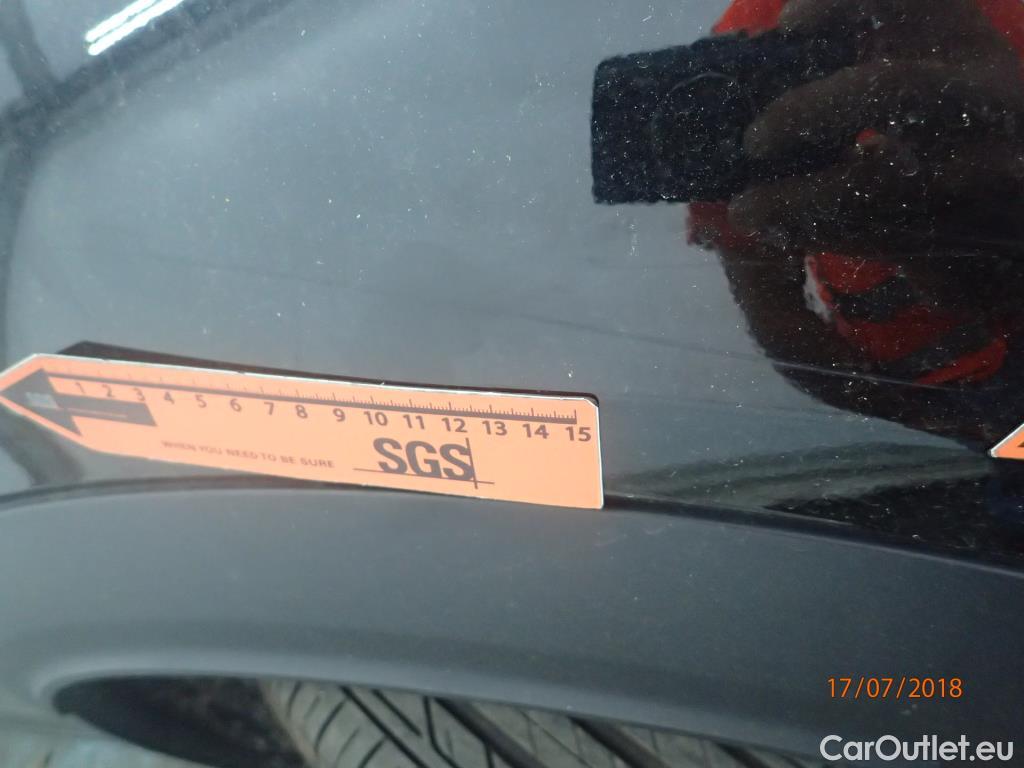 1 2 3 4 5 6 7 8 9 10 11 12 13 14 15
WHEN YOU NEED TO BE SURE
SGS
17/07/2018
CarOutlet.eu